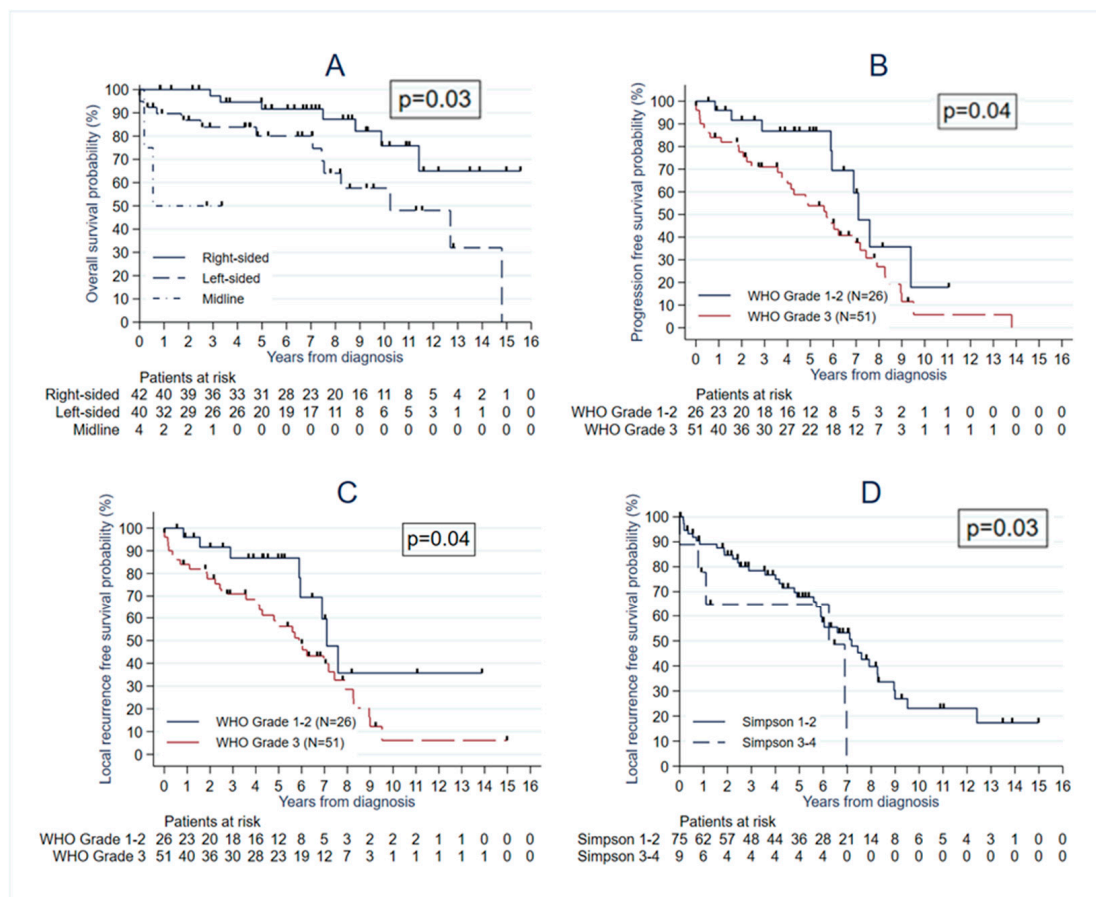 A
p=0.03
Overall survival probability (%)
100
90
80
70
60
50
40
30
20
10
0
Right-sided
Left-sided
Midline
0 1 2 3 4 5 6 7 8 9 10 11 12 13 14 15 16
Years from diagnosis
Patients at risk
Right-sided 42 40 39 36 33 31 28 23 20 16 11 8 5 4 2 1 0
Left-sided 40 32 29 26 26 20 19 17 11 8 6 5 3 1 1 0 0
Midline 4 2 2 1 0 0 0 0 0 0 0 0 0 0 0 0 0
B
p=0.04
Progression free survival probability (%)
100
90
80
70
60
50
40
30
20
10
0
WHO Grade 1-2 (N=26)
WHO Grade 3 (N=51)
0 1 2 3 4 5 6 7 8 9 10 11 12 13 14 15 16
Years from diagnosis
Patients at risk
WHO Grade 1-2 26 23 20 18 16 12 8 5 3 2 1 1 0 0 0 0
WHO Grade 3 51 40 36 30 27 22 18 12 7 3 1 1 1 1 0 0
C
p=0.04
Local recurrence free survival probability (%)
100
90
80
70
60
50
40
30
20
10
0
WHO Grade 1-2 (N=26)
WHO Grade 3 (N=51)
0 1 2 3 4 5 6 7 8 9 10 11 12 13 14 15 16
Years from diagnosis
Patients at risk
WHO Grade 1-2 26 23 20 18 16 12 8 5 3 2 2 2 1 1 0 0 0
WHO Grade 3 51 40 36 30 28 23 19 12 7 3 1 1 1 1 1 0 0
D
p=0.03
Local recurrence free survival probability (%)
100
90
80
70
60
50
40
30
20
10
0
Simpson 1-2
Simpson 3-4
0 1 2 3 4 5 6 7 8 9 10 11 12 13 14 15 16
Years from diagnosis
Patients at risk
Simpson 1-2 75 62 57 48 44 36 28 21 14 8 6 5 4 3 1 0 0
Simpson 3-4 9 6 4 4 4 4 4 0 0 0 0 0 0 0 0 0 0